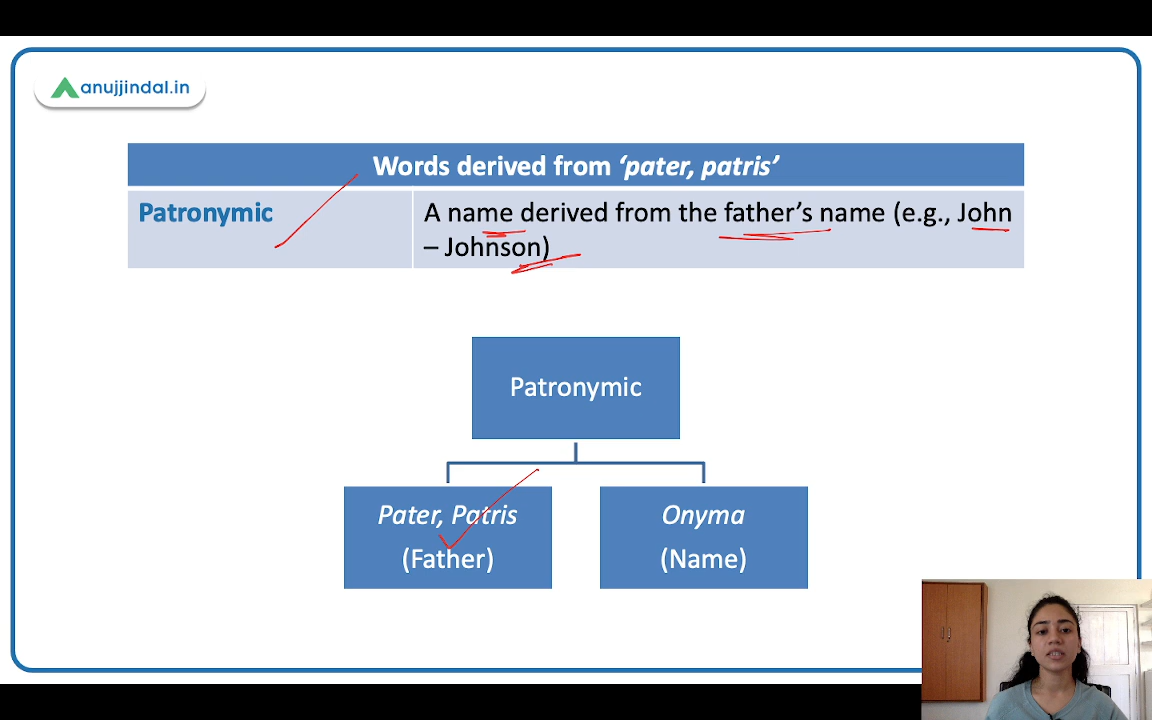 anujjindal.in
Words derived from ‘pater, patris’
Patronymic
A name derived from the father’s name (e.g., John
– Johnson)
Patronymic
Pater, Patris
(Father)
Onyma
(Name)